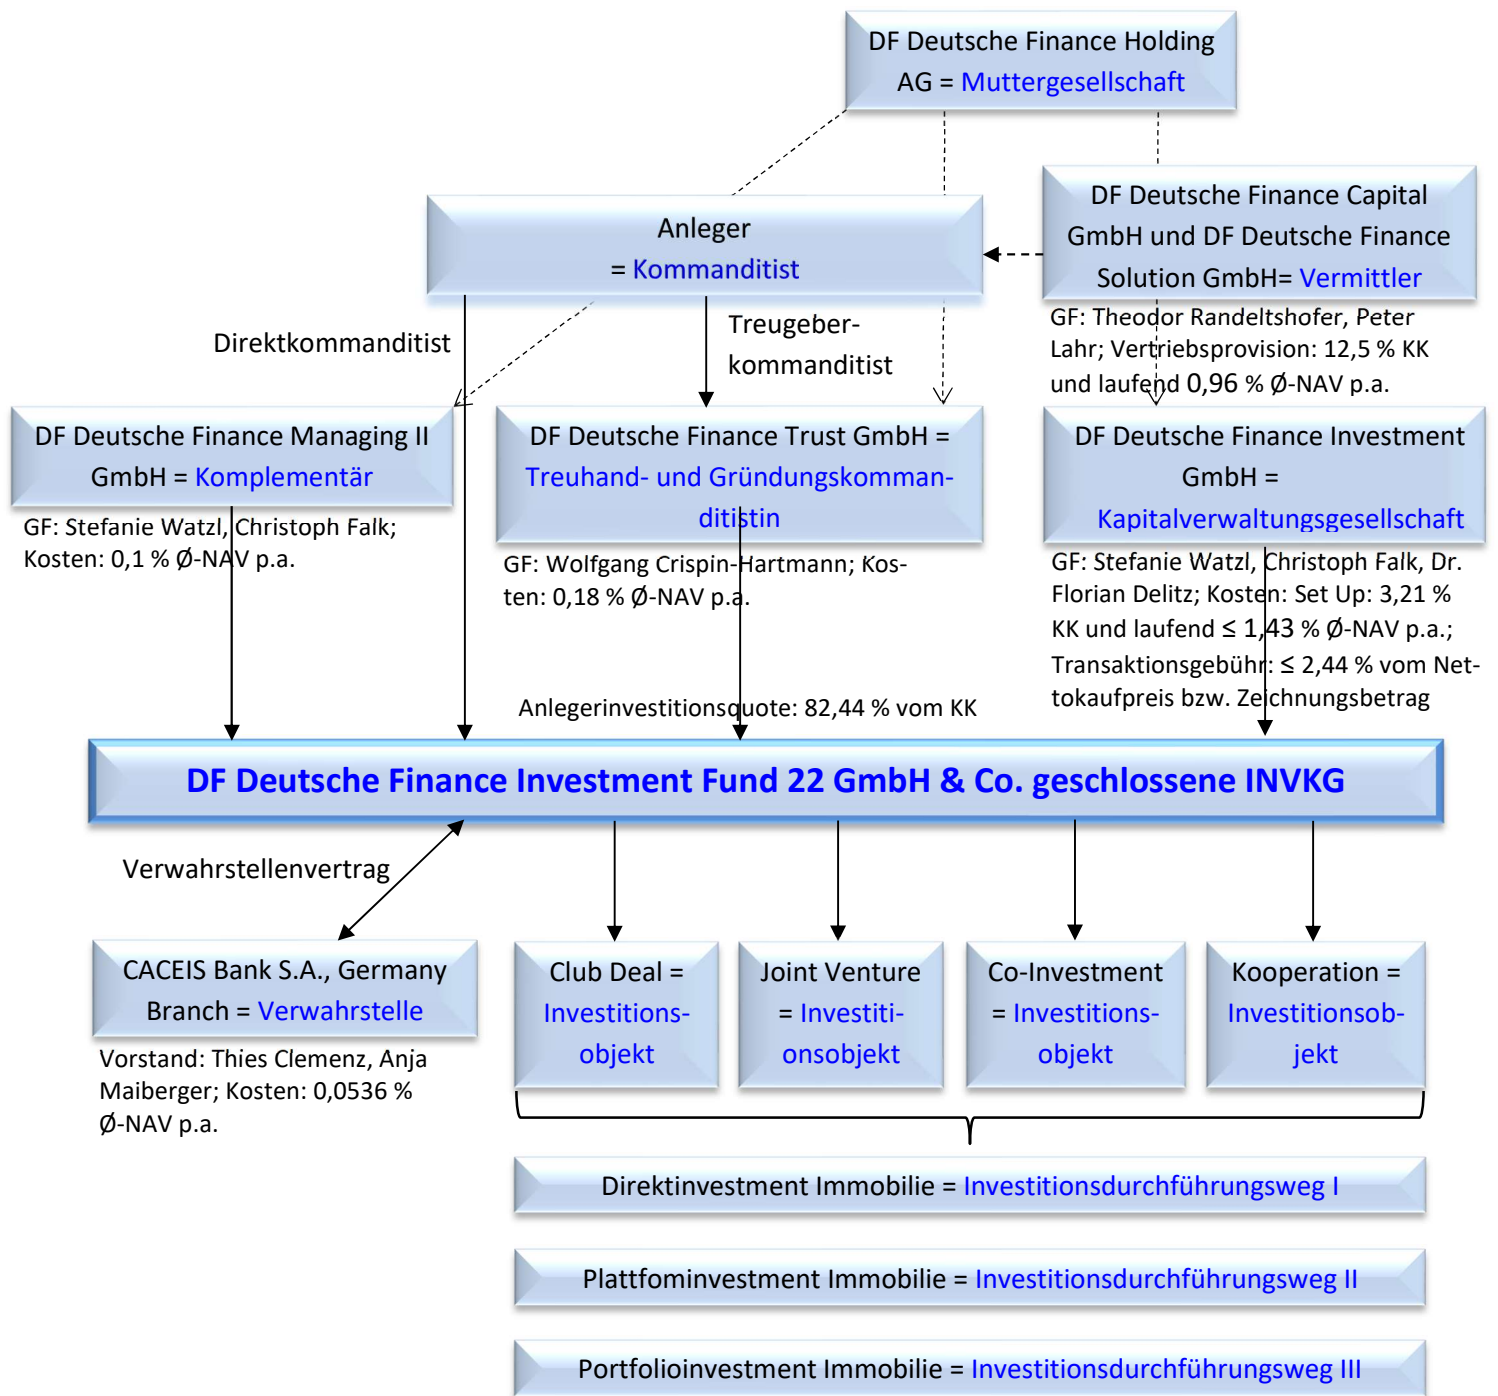 DF Deutsche Finance Holding
AG = Muttergesellschaft
Anleger
= Kommanditist
DF Deutsche Finance Capital
GmbH und DF Deutsche Finance
Solution GmbH= Vermittler
GF: Theodor Randeltshofer, Peter
Lahr; Vertriebsprovision: 12,5 % KK
und laufend 0,96 % Ø-NAV p.a.
Direktkommanditist
Treugeber-
kommanditist
DF Deutsche Finance Managing II
GmbH = Komplementär
GF: Stefanie Watzl, Christoph Falk;
Kosten: 0,1 % Ø-NAV p.a.
DF Deutsche Finance Trust GmbH =
Treuhand- und Gründungskomman-
ditistin
GF: Wolfgang Crispin-Hartmann; Kos-
ten: 0,18 % Ø-NAV p.a.
DF Deutsche Finance Investment
GmbH =
Kapitalverwaltungsgesellschaft
GF: Stefanie Watzl, Christoph Falk, Dr.
Florian Delitz; Kosten: Set Up: 3,21 %
KK und laufend ≤ 1,43 % Ø-NAV p.a.;
Transaktionsgebühr: ≤ 2,44 % vom Net-
tokaufpreis bzw. Zeichnungsbetrag
Anlegerinvestitionsquote: 82,44 % vom KK
DF Deutsche Finance Investment Fund 22 GmbH & Co. geschlossene INVKG
Verwahrstellenvertrag
CACEIS Bank S.A., Germany
Branch = Verwahrstelle
Vorstand: Thies Clemenz, Anja
Maiberger; Kosten: 0,0536 %
Ø-NAV p.a.
Club Deal =
Investitions-
objekt
Joint Venture
= Investiti-
onsobjekt
Co-Investment
= Investitions-
objekt
Kooperation =
Investitionsob-
jekt
Direktinvestment Immobilie = Investitionsdurchführungsweg I
Plattfominvestment Immobilie = Investitionsdurchführungsweg II
Portfolioinvestment Immobilie = Investitionsdurchführungsweg III